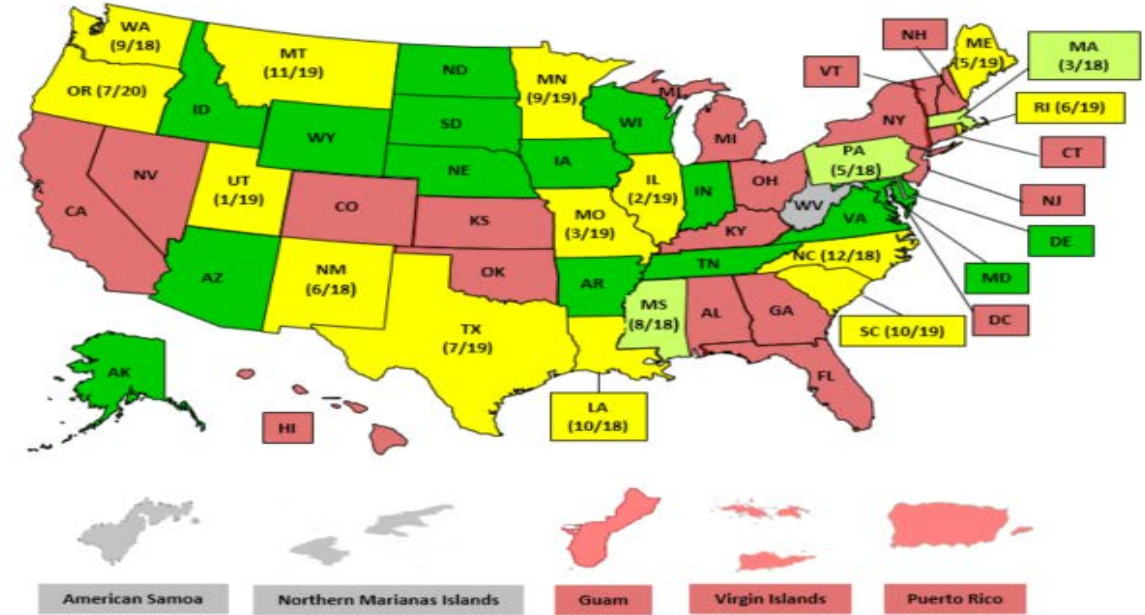 WA
(9/18)
MT
(11/19)
ND
MN
(9/19)
NH
ME
(5/19)
MA
(3/18)
VT
OR (7/20)
ID
WY
SD
WI
MI
MI
NY
RI (6/19)
CT
NV
UT
(1/19)
CO
NE
IA
IL
(2/19)
IN
OH
PA
(5/18)
NJ
CA
KS
MO
(3/19)
KY
WV
VA
DE
AZ
NM
(6/18)
OK
AR
TN
NC (12/18)
MD
TX
(7/19)
MS
(8/18)
AL
GA
SC (10/19)
DC
AK
HI
LA
(10/18)
FL
American Samoa
Northern Marianas Islands
Guam
Virgin Islands
Puerto Rico